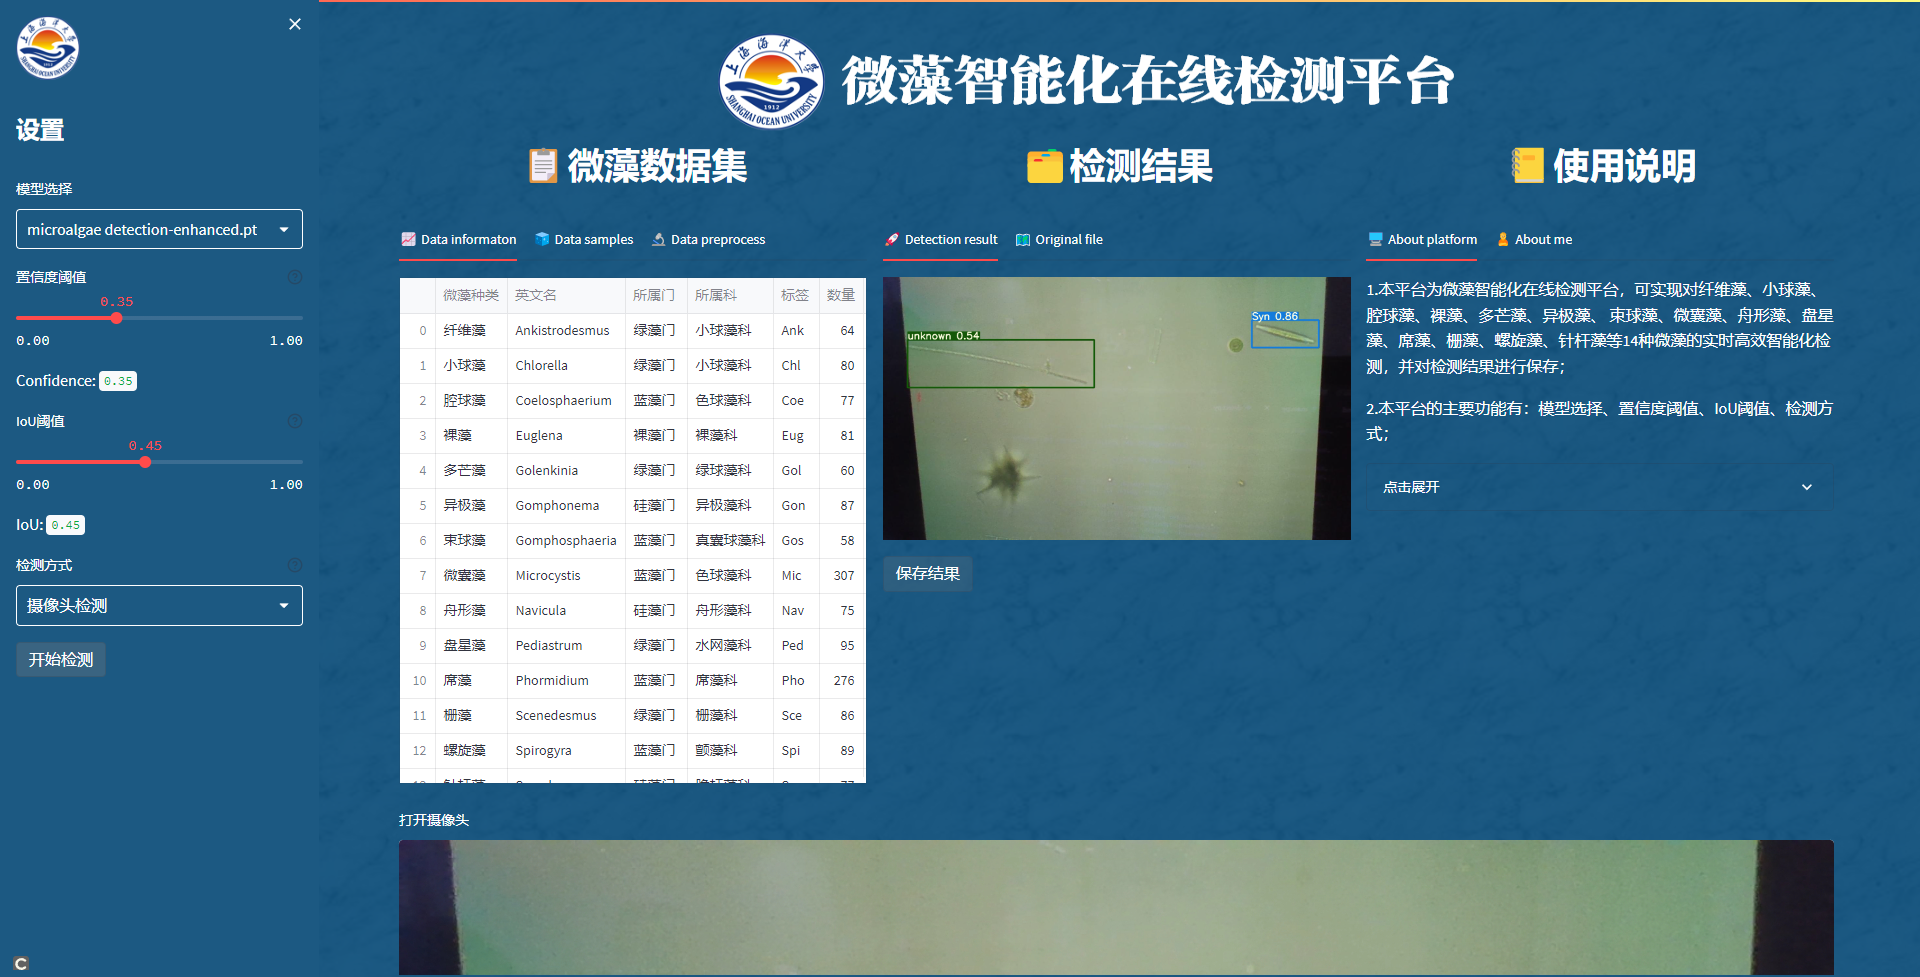 上海海洋大学
SHANGHAI OCEAN UNIVERSITY
设置
模型选择
microalgae detection-enhanced.pt
置信度阈值
0.35
0.00 1.00
Confidence: 0.35
IoU阈值
0.45
0.00 1.00
IoU: 0.45
检测方式
摄像头检测
开始检测
上海海洋大学
1912
SHANGHAI OCEAN UNIVERSITY
微藻智能化在线检测平台
微藻数据集
Data informaton Data samples Data preprocess
微藻种类 英文名 所属门 所属科 标签 数量
0 纤维藻 Ankistrodesmus 绿藻门 小球藻科 Ank 64
1 小球藻 Chlorella 绿藻门 小球藻科 Chl 80
2 腔球藻 Coelosphaerium 蓝藻门 色球藻科 Coe 77
3 裸藻 Euglena 裸藻门 裸藻科 Eug 81
4 多芒藻 Golenkinia 绿藻门 绿球藻科 Gol 60
5 异极藻 Gomphonema 硅藻门 异极藻科 Gon 87
6 束球藻 Gomphosphaeria 蓝藻门 真囊球藻科 Gos 58
7 微囊藻 Microcystis 蓝藻门 色球藻科 Mic 307
8 舟形藻 Navicula 硅藻门 舟形藻科 Nav 75
9 盘星藻 Pediastrum 绿藻门 水网藻科 Ped 95
10 席藻 Phormidium 蓝藻门 席藻科 Pho 276
11 栅藻 Scenedesmus 绿藻门 栅藻科 Sce 86
12 螺旋藻 Spirogyra 蓝藻门 颤藻科 Spi 89
检测结果
Detection result Original file
unknown 0.54
Syn 0.86
保存结果
使用说明
About platform About me
1.本平台为微藻智能化在线检测平台，可实现对纤维藻、小球藻、
腔球藻、裸藻、多芒藻、异极藻、 束球藻、微囊藻、舟形藻、盘星
藻、席藻、栅藻、螺旋藻、针杆藻等14种微藻的实时高效智能化检
测，并对检测结果进行保存；
2.本平台的主要功能有：模型选择、置信度阈值、IoU阈值、检测方
式；
点击展开
打开摄像头